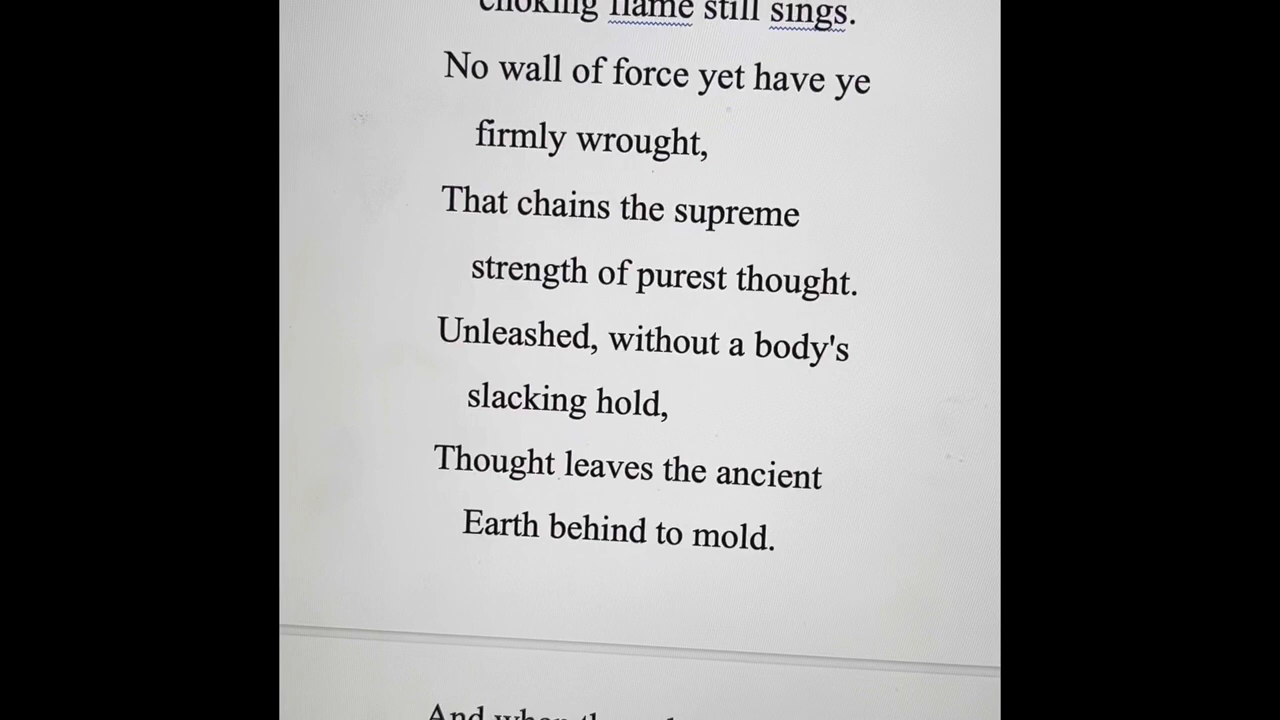 choking flame still sings.
No wall of force yet have ye
firmly wrought,
That chains the supreme
strength of purest thought.
Unleashed, without a body's
slacking hold,
Thought leaves the ancient
Earth behind to mold.
And